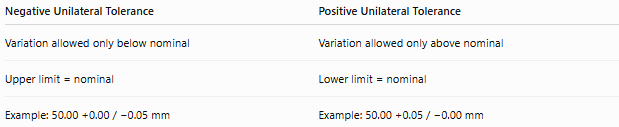 Negative Unilateral Tolerance Positive Unilateral Tolerance
Variation allowed only below nominal Variation allowed only above nominal
Upper limit = nominal Lower limit = nominal
Example: 50.00 +0.00 / −0.05 mm Example: 50.00 +0.05 / −0.00 mm